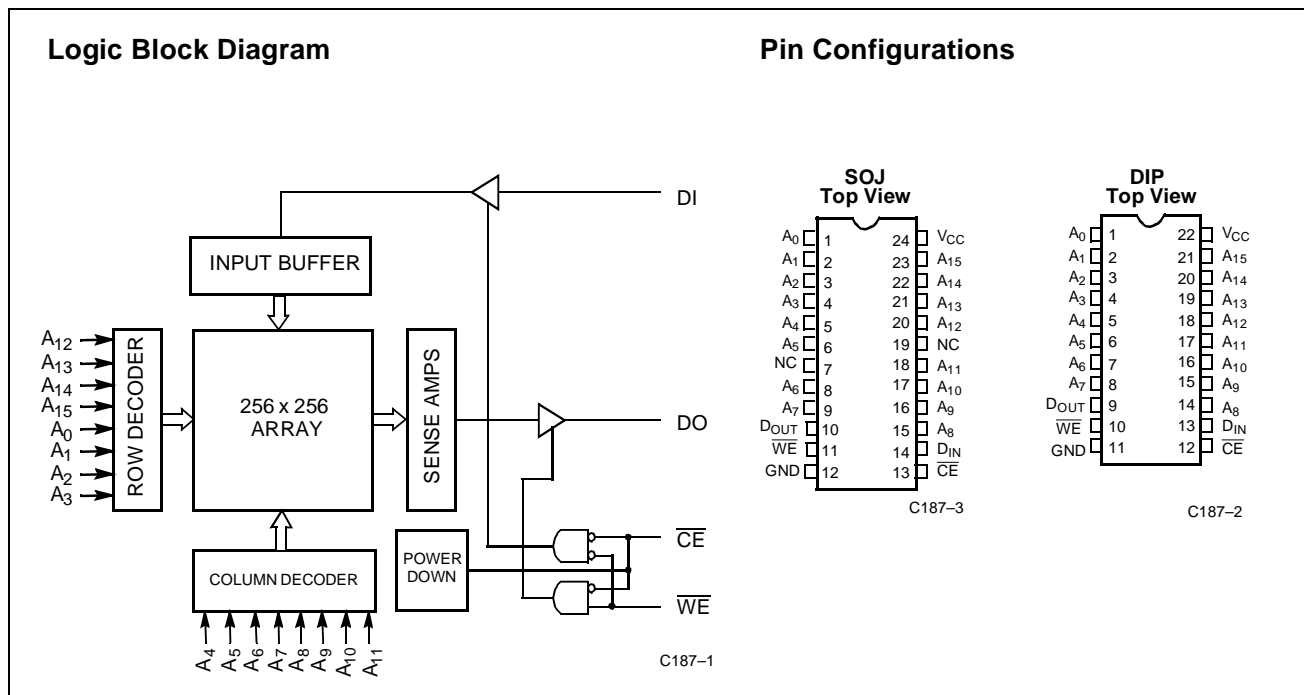 Logic Block Diagram
DI
INPUT BUFFER
A12
A13
A14
A15
A0
A1
A2
A3
ROW DECODER
256 x 256
ARRAY
SENSE AMPS
DO
POWER
DOWN
CE
WE
COLUMN DECODER
A4
A5
A6
A7
A8
A9
A10
A11
C187–1
Pin Configurations
SOJ
Top View
A0 1 24 VCC
A1 2 23 A15
A2 3 22 A14
A3 4 21 A13
A4 5 20 A12
A5 6 19 NC
NC 7 18 A11
A6 8 17 A10
A7 9 16 A9
DOUT 10 15 A8
WE 11 14 DIN
GND 12 13 CE
C187–3
DIP
Top View
A0 1 22 VCC
A1 2 21 A15
A2 3 20 A14
A3 4 19 A13
A4 5 18 A12
A5 6 17 A11
A6 7 16 A10
A7 8 15 A9
DOUT 9 14 A8
WE 10 13 DIN
GND 11 12 CE
C187–2